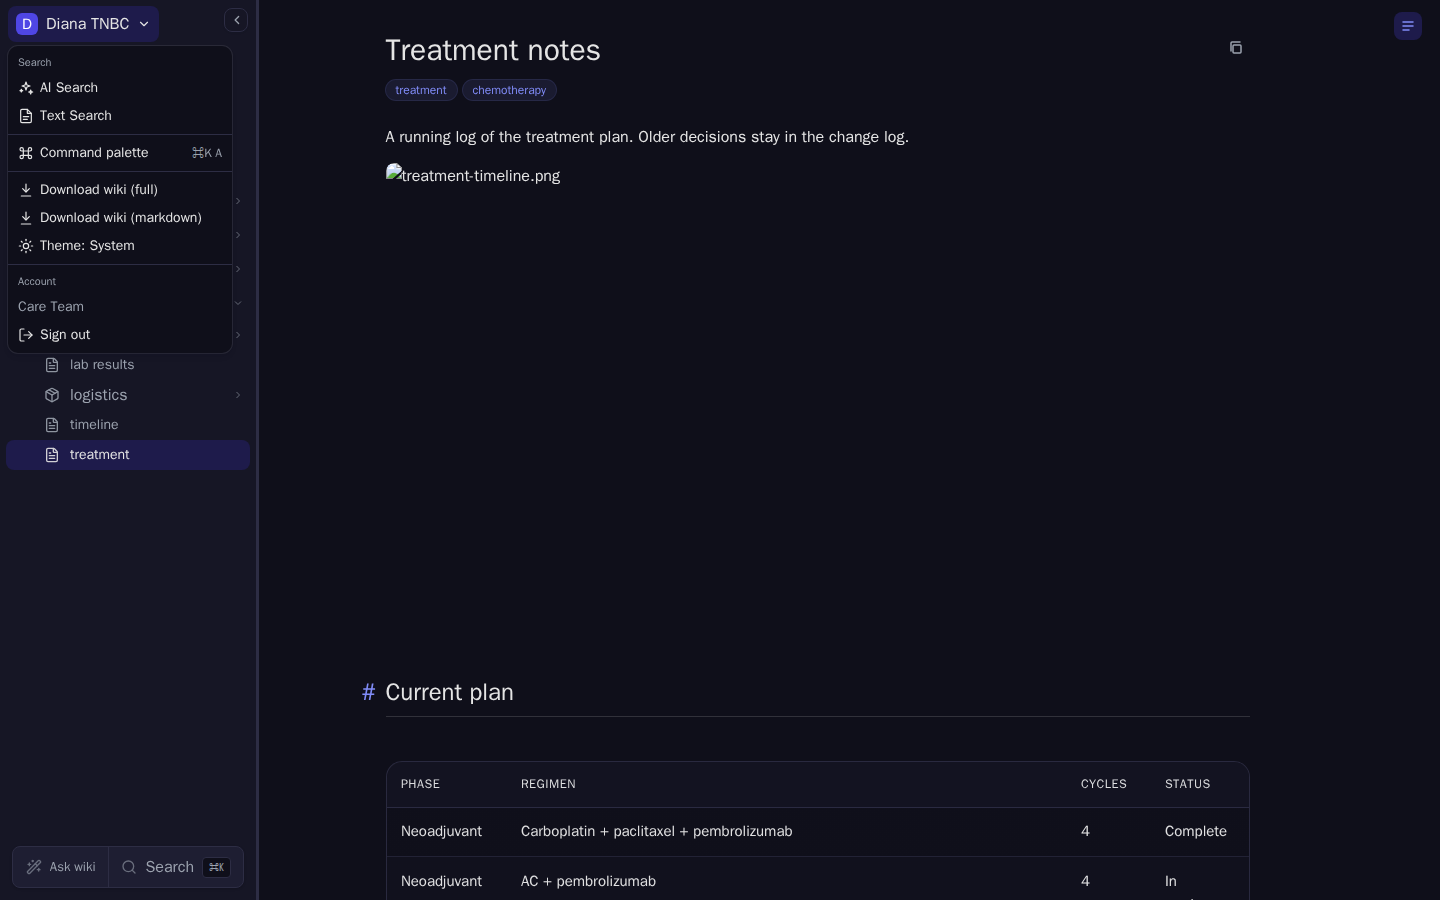 D Diana TNBC
Search
AI Search
Text Search
Command palette ⌘K A
Download wiki (full)
Download wiki (markdown)
Theme: System
Account
Care Team
Sign out
lab results
logistics
timeline
treatment
Ask wiki
Search ⌘K
Treatment notes
treatment chemotherapy
A running log of the treatment plan. Older decisions stay in the change log.
treatment-timeline.png
# Current plan
PHASE REGIMEN CYCLES STATUS
Neoadjuvant Carboplatin + paclitaxel + pembrolizumab 4 Complete
Neoadjuvant AC + pembrolizumab 4 In